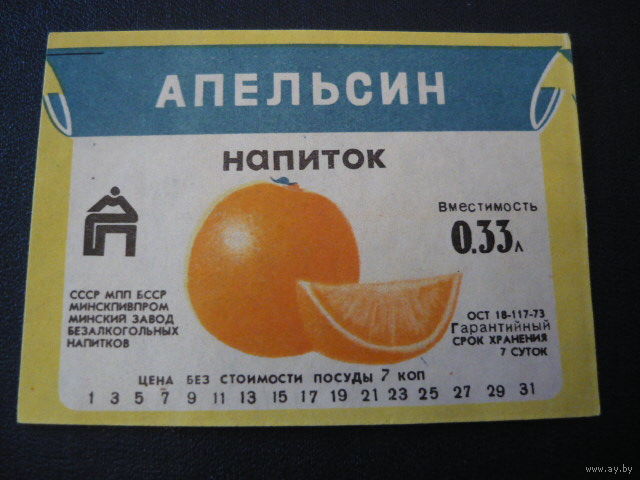 АПЕЛЬСИН
напиток
Вместимость
0.33 л
СССР МПП БССР
МИНСКПИВПРОМ
МИНСКИЙ ЗАВОД
БЕЗАЛКОГОЛЬНЫХ
НАПИТКОВ
ОСТ 18-117-73
Гарантийный
СРОК ХРАНЕНИЯ
7 СУТОК
ЦЕНА БЕЗ СТОИМОСТИ ПОСУДЫ 7 КОП
1 3 5 7 9 11 13 15 17 19 21 23 25 27 29 31
www.ay.by